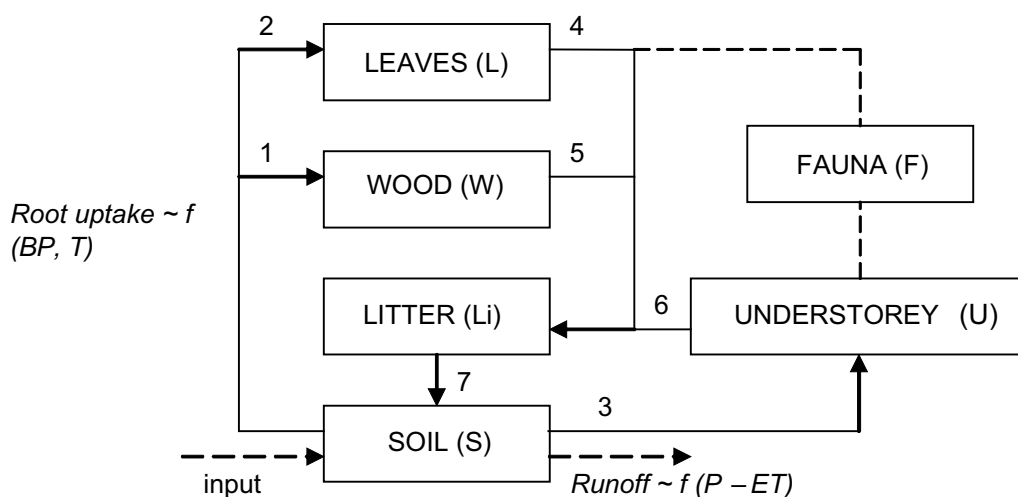 2
4
LEAVES (L)
1
5
WOOD (W)
FAUNA (F)
Root uptake ~ f
(BP, T)
LITTER (Li)
6
UNDERSTOREY (U)
7
3
SOIL (S)
input
Runoff ~ f (P – ET)